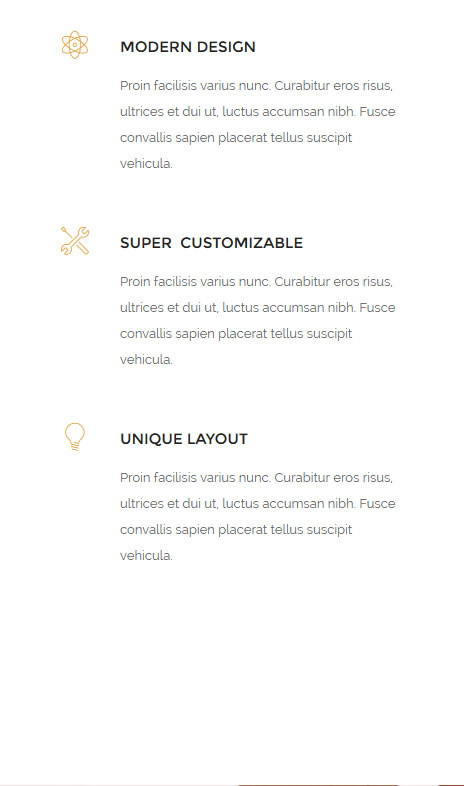 MODERN DESIGN
Proin facilisis varius nunc. Curabitur eros risus,
ultrices et dui ut, luctus accumsan nibh. Fusce
convallis sapien placerat tellus suscipit
vehicula.
SUPER  CUSTOMIZABLE
Proin facilisis varius nunc. Curabitur eros risus,
ultrices et dui ut, luctus accumsan nibh. Fusce
convallis sapien placerat tellus suscipit
vehicula.
UNIQUE LAYOUT
Proin facilisis varius nunc. Curabitur eros risus,
ultrices et dui ut, luctus accumsan nibh. Fusce
convallis sapien placerat tellus suscipit
vehicula.